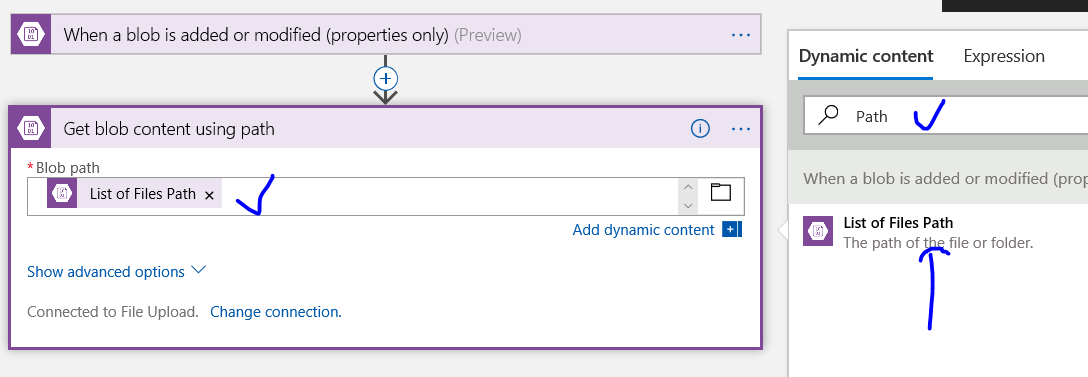 When a blob is added or modified (properties only) (Preview)
Get blob content using path
* Blob path
List of Files Path ×
Add dynamic content
Show advanced options
Connected to File Upload. Change connection.
Dynamic content Expression
Path
When a blob is added or modified (prop
List of Files Path
The path of the file or folder.